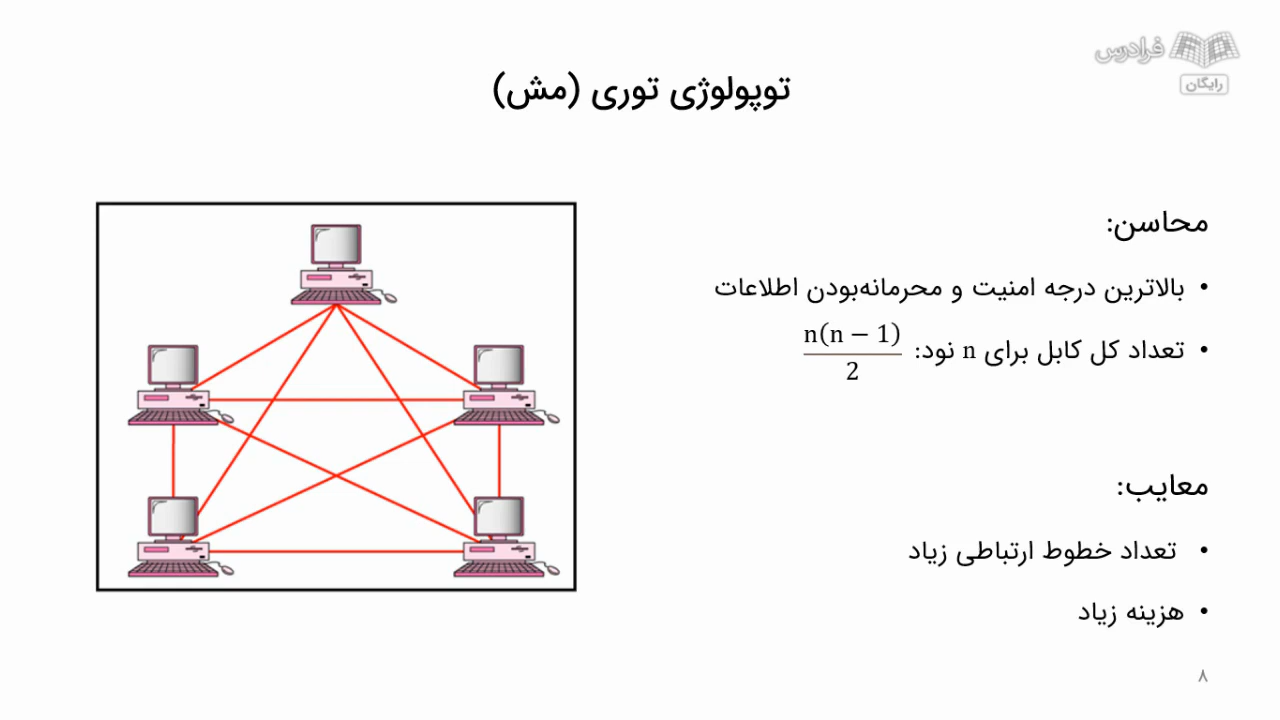 فرادرس
رایگان
توپولوژی توری (مش)
محاسن:
• بالاترین درجه امنیت و محرمانه‌بودن اطلاعات
• تعداد کل کابل برای n نود: n(n − 1)/2
معایب:
• تعداد خطوط ارتباطی زیاد
• هزینه زیاد
۸